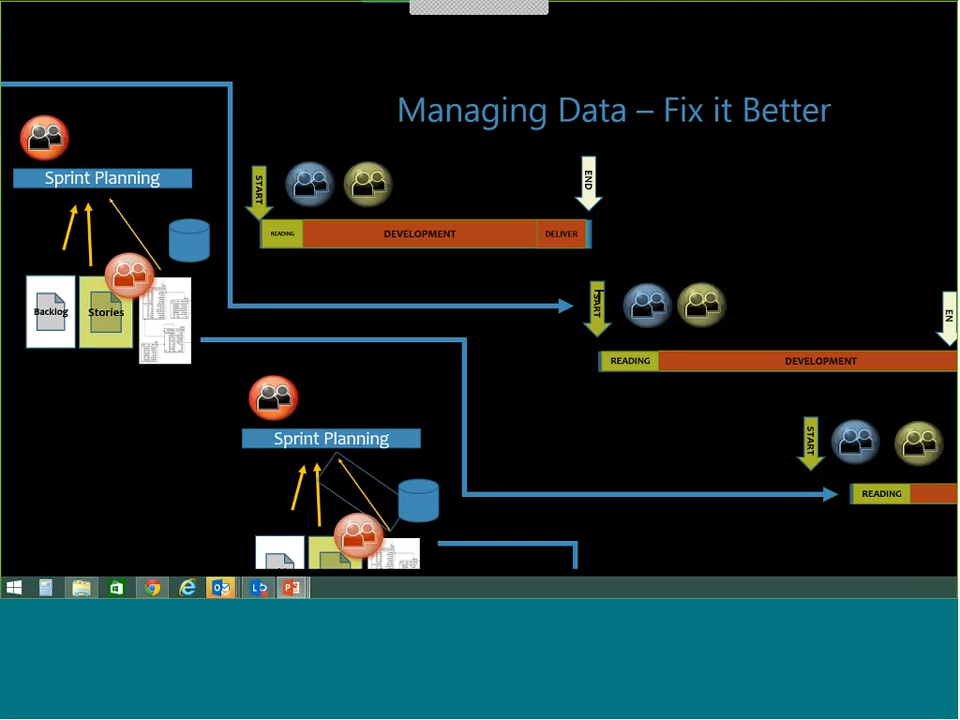 Managing Data – Fix it Better
Sprint Planning
START
END
READING
DEVELOPMENT
DELIVER
Backlog
Stories
START
EN
READING
DEVELOPMENT
Sprint Planning
START
READING